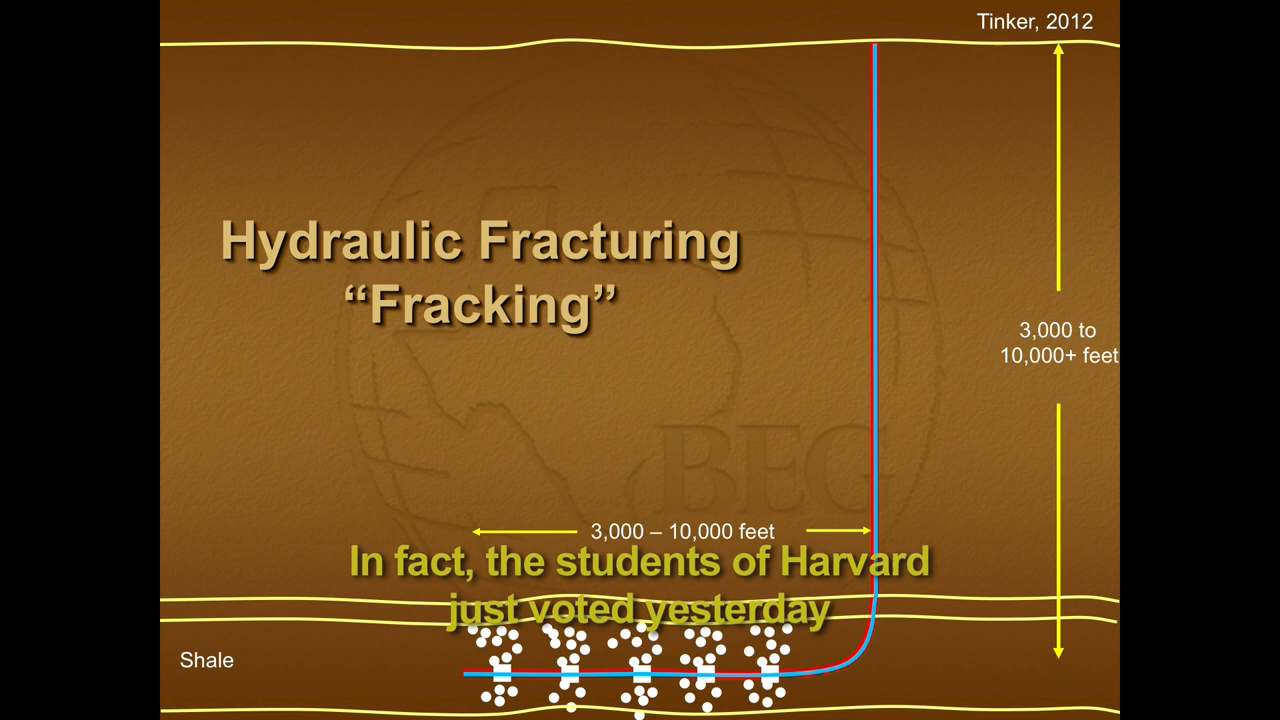 Tinker, 2012
Hydraulic Fracturing
“Fracking”
3,000 to
10,000+ feet
BEG
3,000 – 10,000 feet
In fact, the students of Harvard
just voted yesterday
Shale